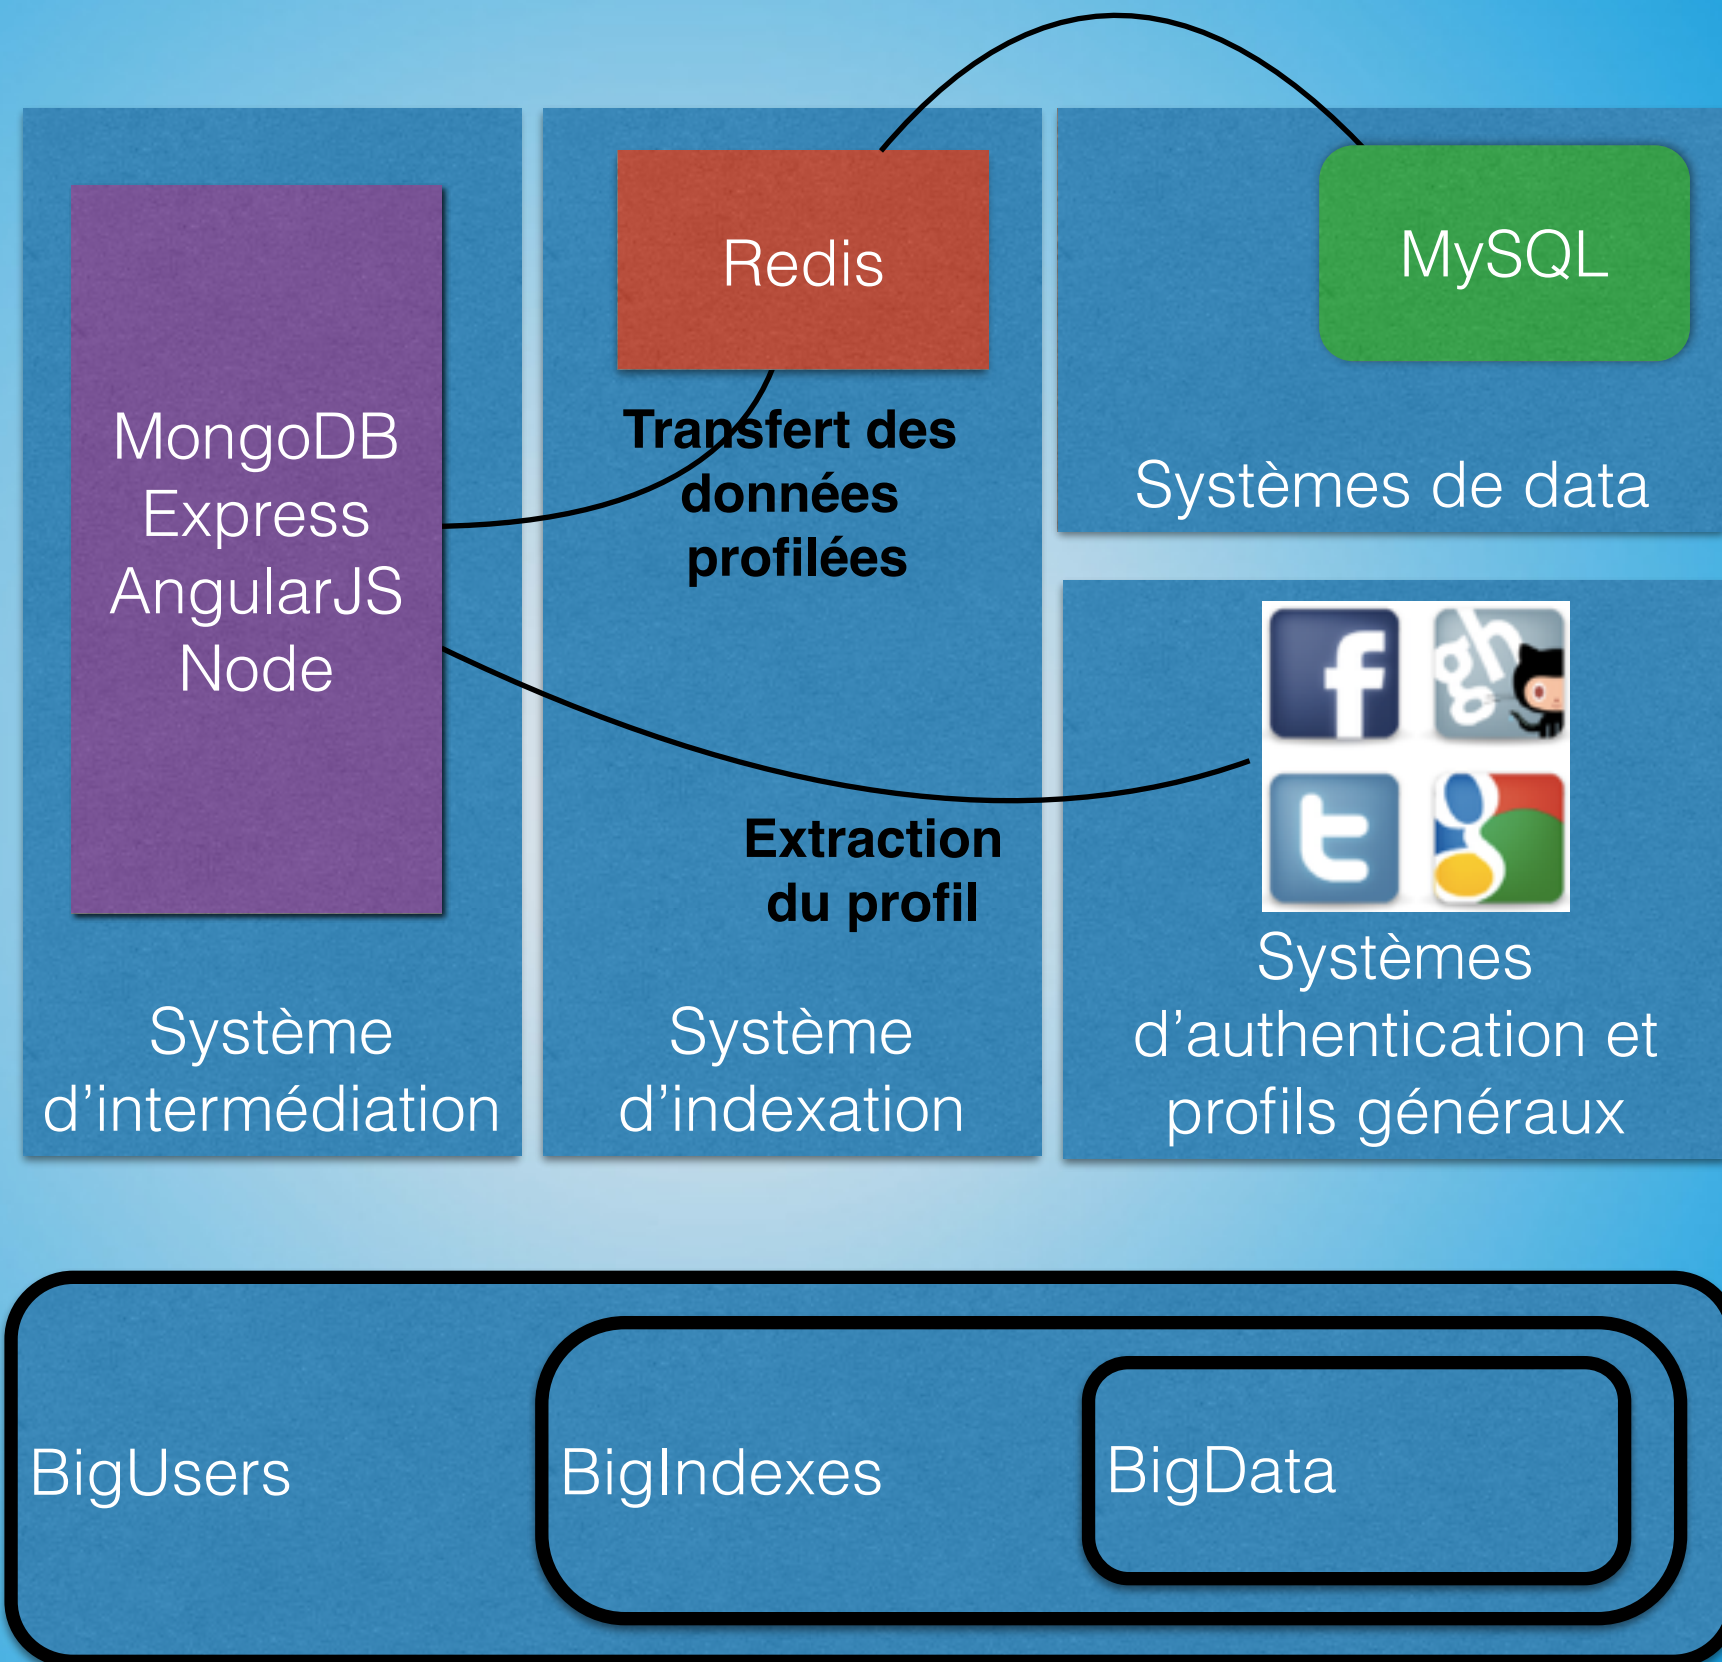 MongoDB
Express
AngularJS
Node
Système
d’intermédiation
Redis
Transfert des
données
profilées
Extraction
du profil
Système
d’indexation
MySQL
Systèmes de data
f
gh
t
g
Systèmes
d’authentication et
profils généraux
BigUsers
BigIndexes
BigData